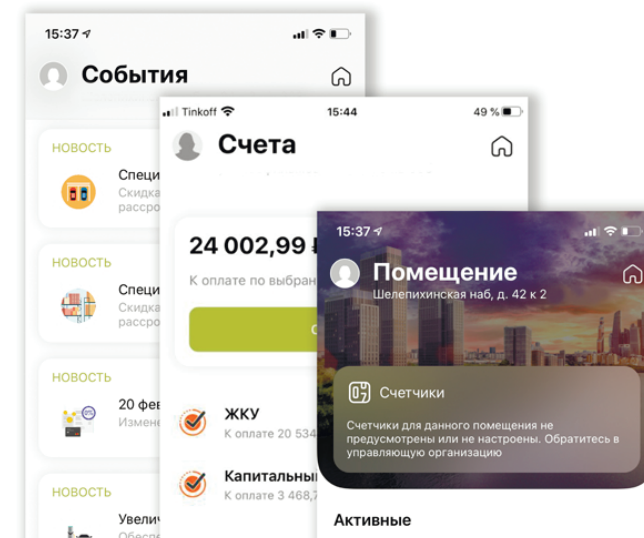 15:37
События
НОВОСТЬ
Специ
Скидка
рассро
НОВОСТЬ
Специ
Скидка
рассро
НОВОСТЬ
20 фев
Измене
0%
НОВОСТЬ
Увелич
Обеспе
Tinkoff
15:44
49 %
Счета
24 002,99
К оплате по выбран
ЖКУ
К оплате 20 534
Капитальны
К оплате 3 468,7
15:37
Помещение
Шелепихинская наб, д. 42 к 2
Счетчики
Счетчики для данного помещения не
предусмотрены или не настроены. Обратитесь в
управляющую организацию
Активные